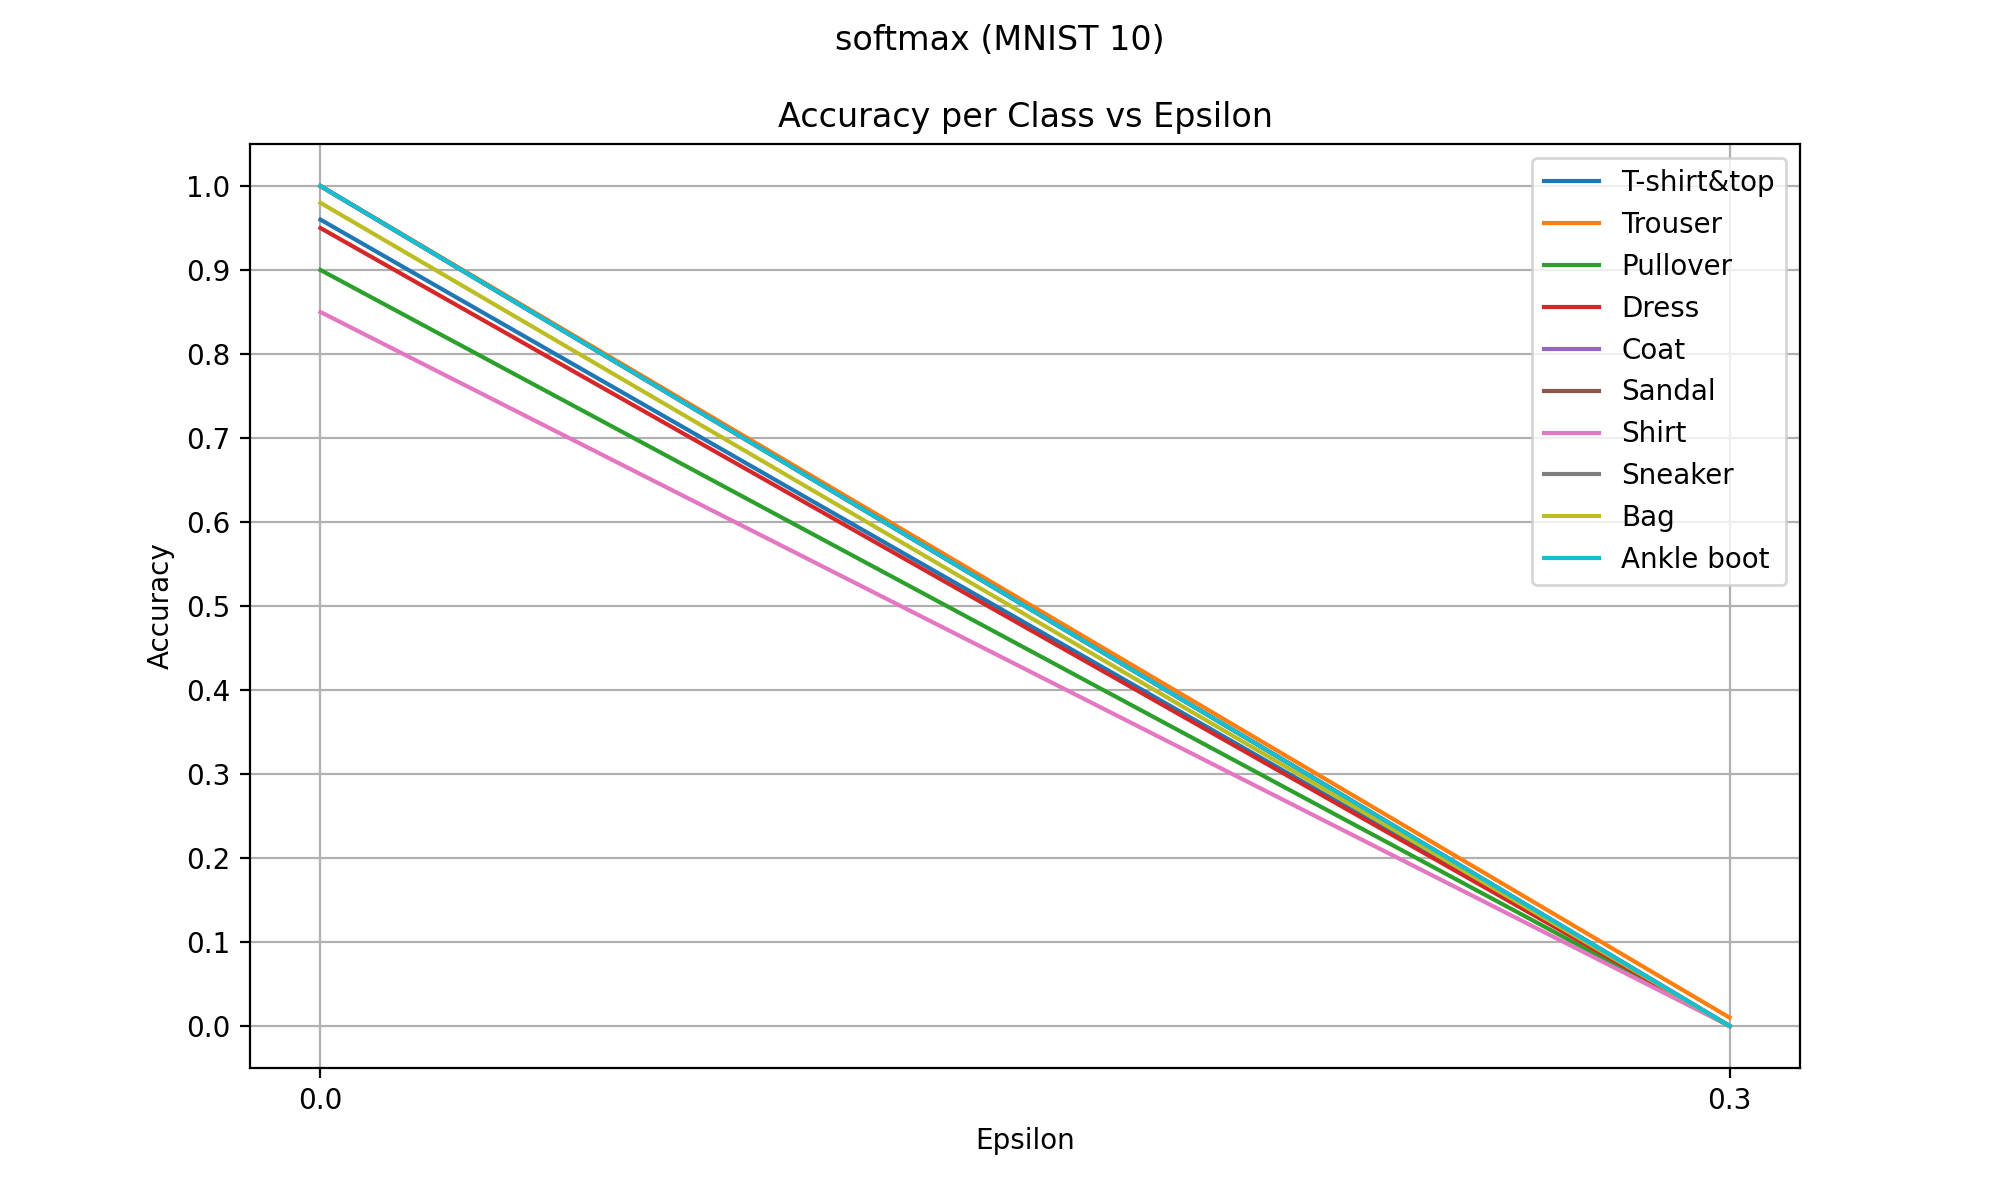 softmax (MNIST 10)
Accuracy per Class vs Epsilon
T-shirt&top
Trouser
Pullover
Dress
Coat
Sandal
Shirt
Sneaker
Bag
Ankle boot
Accuracy
1.0
0.9
0.8
0.7
0.6
0.5
0.4
0.3
0.2
0.1
0.0
0.0 0.3
Epsilon